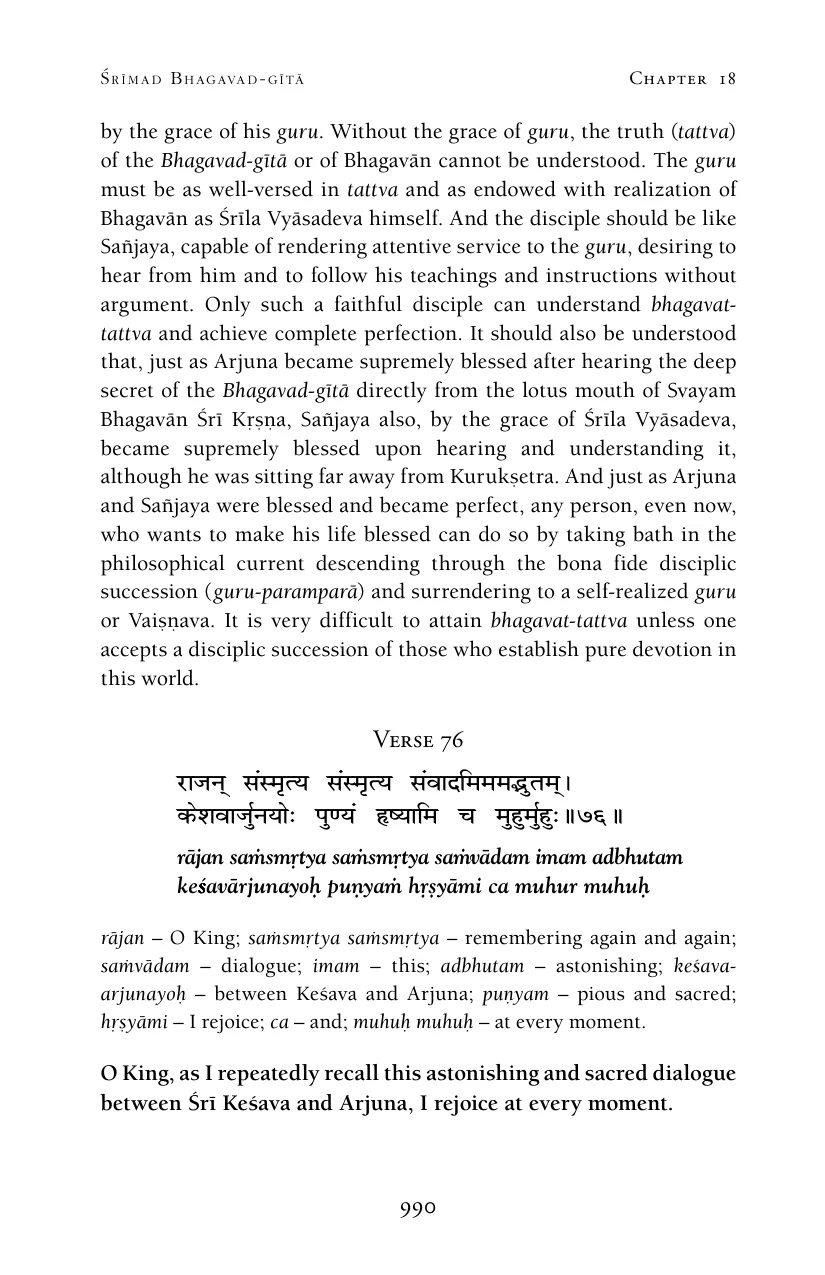 Śrīmad Bhagavad-gītā Chapter 18
by the grace of his guru. Without the grace of guru, the truth (tattva)
of the Bhagavad-gītā or of Bhagavān cannot be understood. The guru
must be as well-versed in tattva and as endowed with realization of
Bhagavān as Śrīla Vyāsadeva himself. And the disciple should be like
Sañjaya, capable of rendering attentive service to the guru, desiring to
hear from him and to follow his teachings and instructions without
argument. Only such a faithful disciple can understand bhagavat-
tattva and achieve complete perfection. It should also be understood
that, just as Arjuna became supremely blessed after hearing the deep
secret of the Bhagavad-gītā directly from the lotus mouth of Svayam
Bhagavān Śrī Kṛṣṇa, Sañjaya also, by the grace of Śrīla Vyāsadeva,
became supremely blessed upon hearing and understanding it,
although he was sitting far away from Kurukṣetra. And just as Arjuna
and Sañjaya were blessed and became perfect, any person, even now,
who wants to make his life blessed can do so by taking bath in the
philosophical current descending through the bona fide disciplic
succession (guru-paramparā) and surrendering to a self-realized guru
or Vaiṣṇava. It is very difficult to attain bhagavat-tattva unless one
accepts a disciplic succession of those who establish pure devotion in
this world.
Verse 76
राजन् संस्मृत्य संस्मृत्य संवादमिममद्भुतम्।
केशवार्जुनयोः पुण्यं हृष्यामि च मुहुर्मुहुः॥७६॥
rājan saṁsmṛtya saṁsmṛtya saṁvādam imam adbhutam
keśavārjunayoḥ puṇyaṁ hṛṣyāmi ca muhur muhuḥ
rājan – O King; saṁsmṛtya saṁsmṛtya – remembering again and again;
saṁvādam – dialogue; imam – this; adbhutam – astonishing; keśava-
arjunayoḥ – between Keśava and Arjuna; puṇyam – pious and sacred;
hṛṣyāmi – I rejoice; ca – and; muhuḥ muhuḥ – at every moment.
O King, as I repeatedly recall this astonishing and sacred dialogue
between Śrī Keśava and Arjuna, I rejoice at every moment.
990